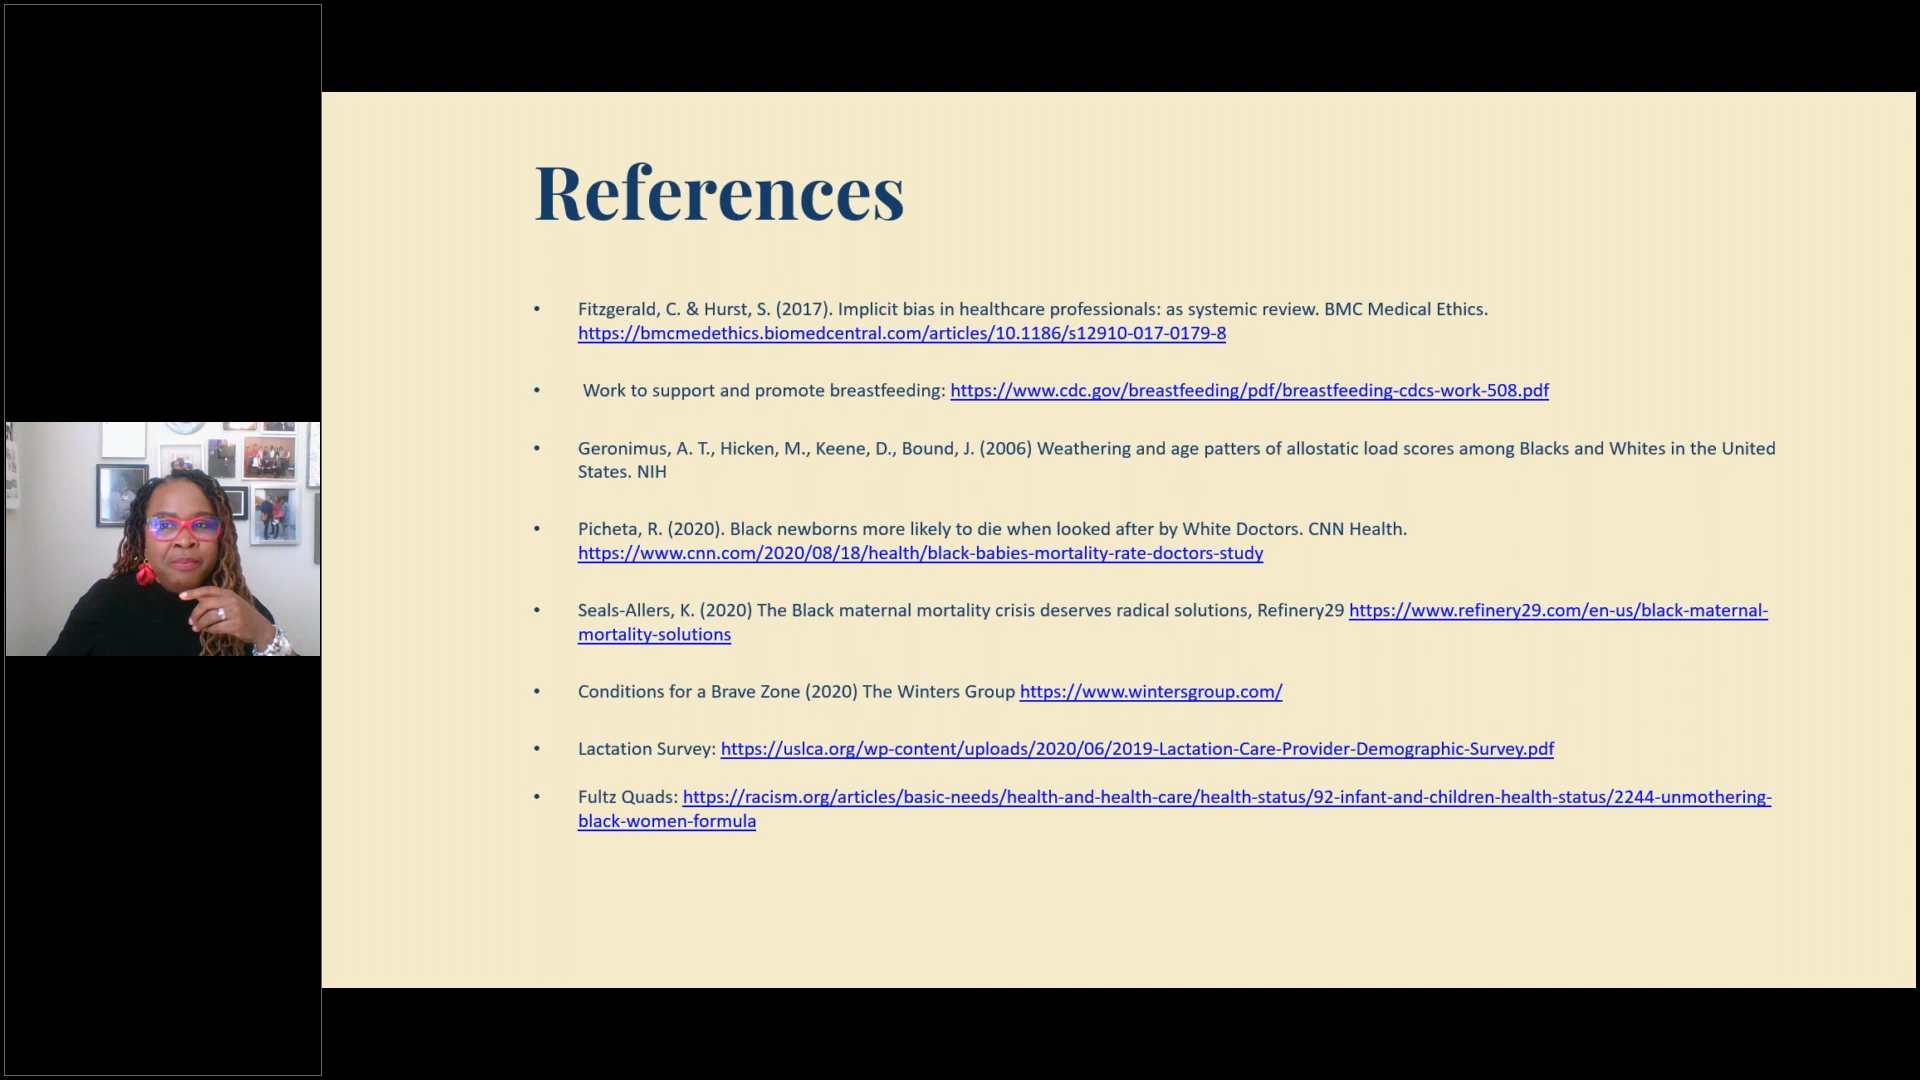 References
• Fitzgerald, C. & Hurst, S. (2017). Implicit bias in healthcare professionals: as systemic review. BMC Medical Ethics.
https://bmcmedethics.biomedcentral.com/articles/10.1186/s12910-017-0179-8
• Work to support and promote breastfeeding: https://www.cdc.gov/breastfeeding/pdf/breastfeeding-cdcs-work-508.pdf
• Geronimus, A. T., Hicken, M., Keene, D., Bound, J. (2006) Weathering and age patters of allostatic load scores among Blacks and Whites in the United
States. NIH
• Picheta, R. (2020). Black newborns more likely to die when looked after by White Doctors. CNN Health.
https://www.cnn.com/2020/08/18/health/black-babies-mortality-rate-doctors-study
• Seals-Allers, K. (2020) The Black maternal mortality crisis deserves radical solutions, Refinery29 https://www.refinery29.com/en-us/black-maternal-
mortality-solutions
• Conditions for a Brave Zone (2020) The Winters Group https://www.wintersgroup.com/
• Lactation Survey: https://uslca.org/wp-content/uploads/2020/06/2019-Lactation-Care-Provider-Demographic-Survey.pdf
• Fultz Quads: https://racism.org/articles/basic-needs/health-and-health-care/health-status/92-infant-and-children-health-status/2244-unmothering-
black-women-formula